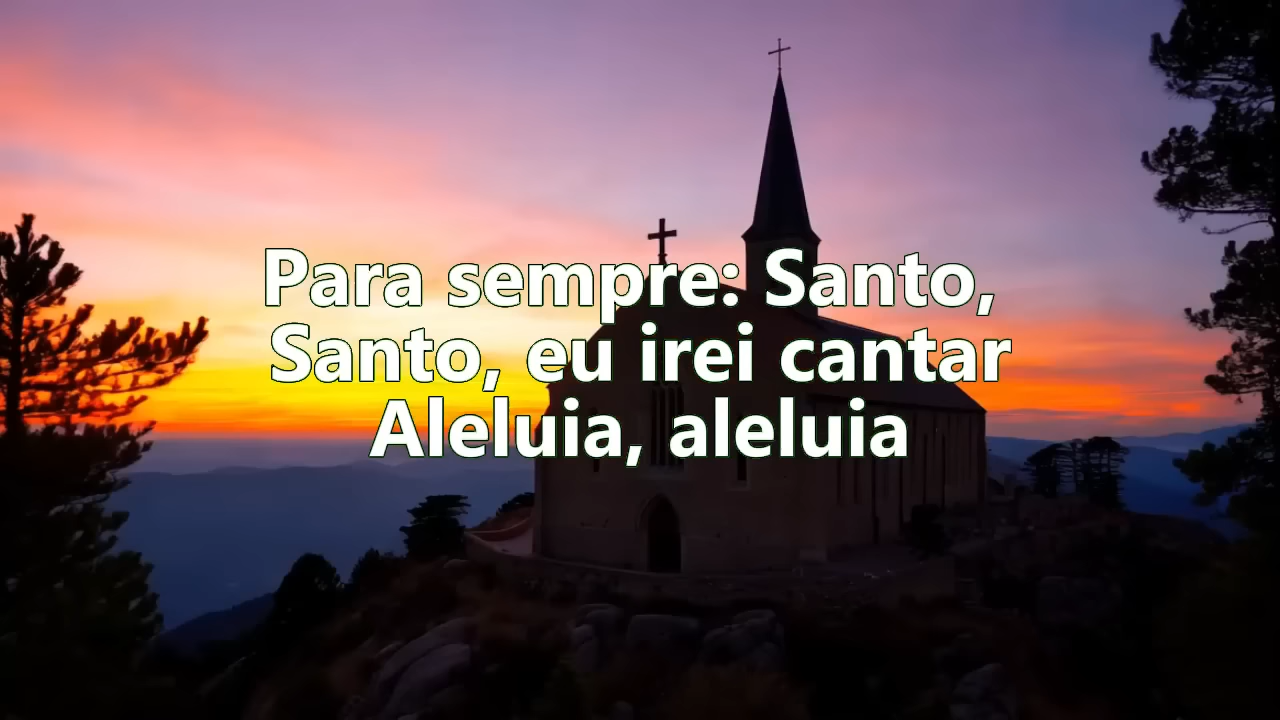 Para sempre: Santo,
Santo, eu irei cantar
Aleluia, aleluia